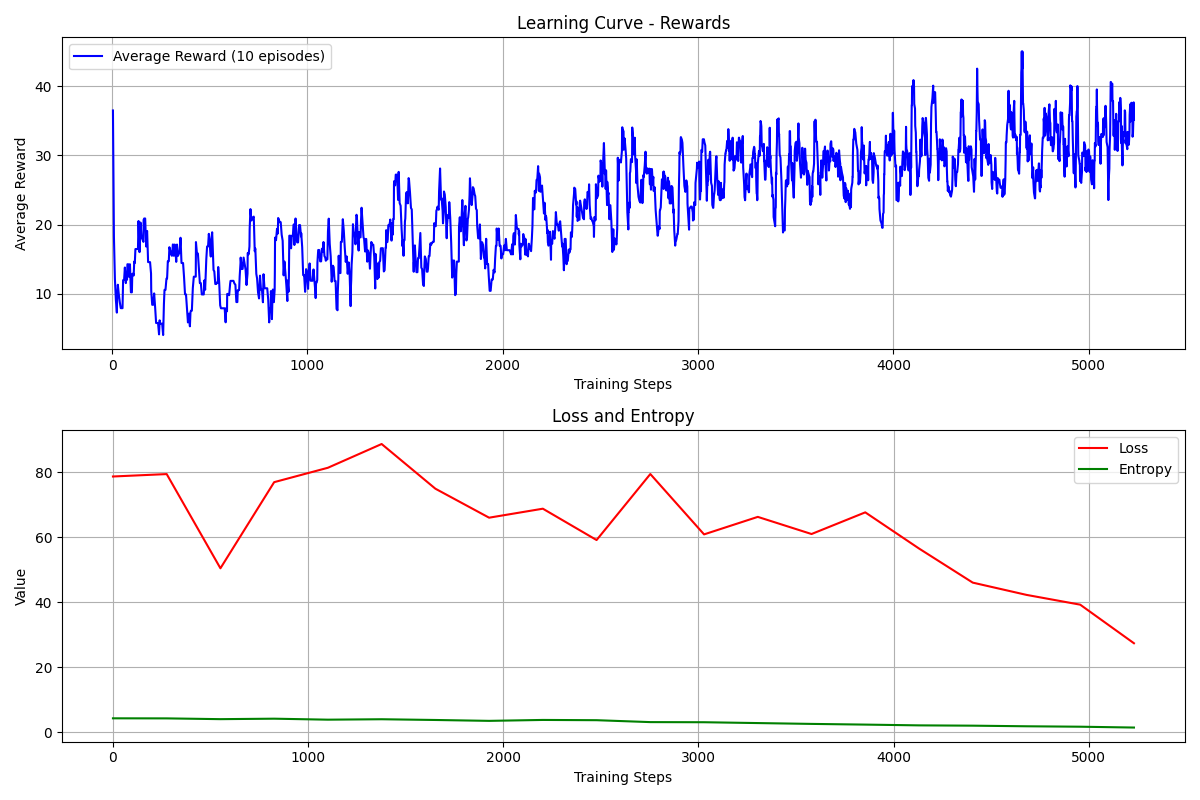 Learning Curve - Rewards
Average Reward (10 episodes)
Average Reward
40
30
20
10
0 1000 2000 3000 4000 5000
Training Steps
Loss and Entropy
Loss
Entropy
Value
80
60
40
20
0
0 1000 2000 3000 4000 5000
Training Steps